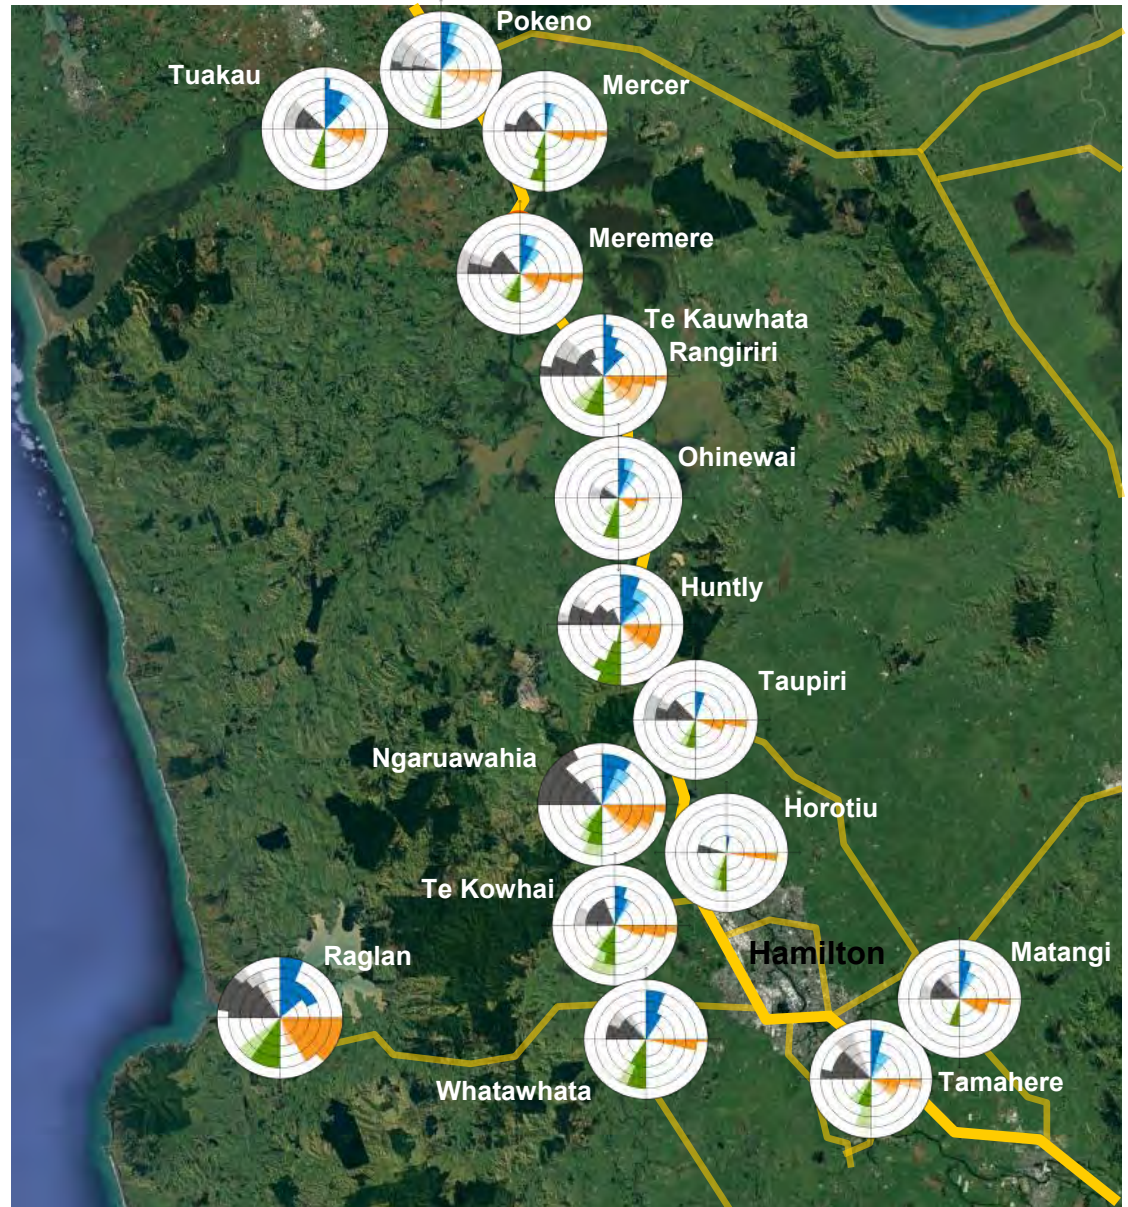 Pokeno
Tuakau
Mercer
Meremere
Te Kauwhata
Rangiriri
Ohinewai
Huntly
Taupiri
Ngaruawahia
Horotiu
Te Kowhai
Hamilton
Raglan
Matangi
Tamahere
Whatawhata